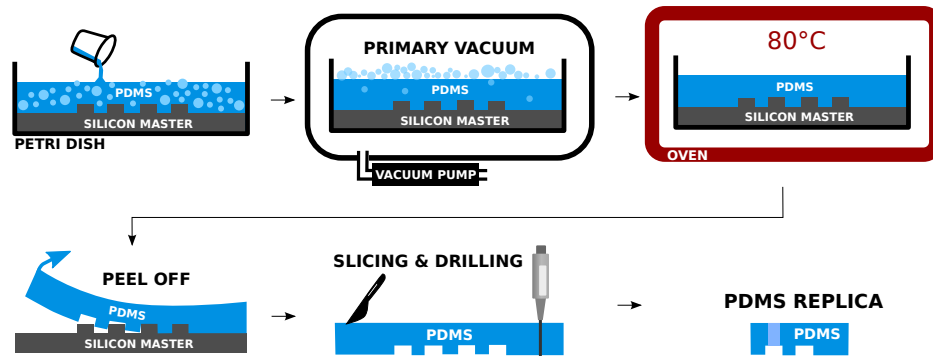 PDMS
SILICON MASTER
PETRI DISH
PRIMARY VACUUM
PDMS
SILICON MASTER
VACUUM PUMP
80°C
PDMS
SILICON MASTER
OVEN
PEEL OFF
PDMS
SILICON MASTER
SLICING & DRILLING
PDMS
PDMS REPLICA
PDMS